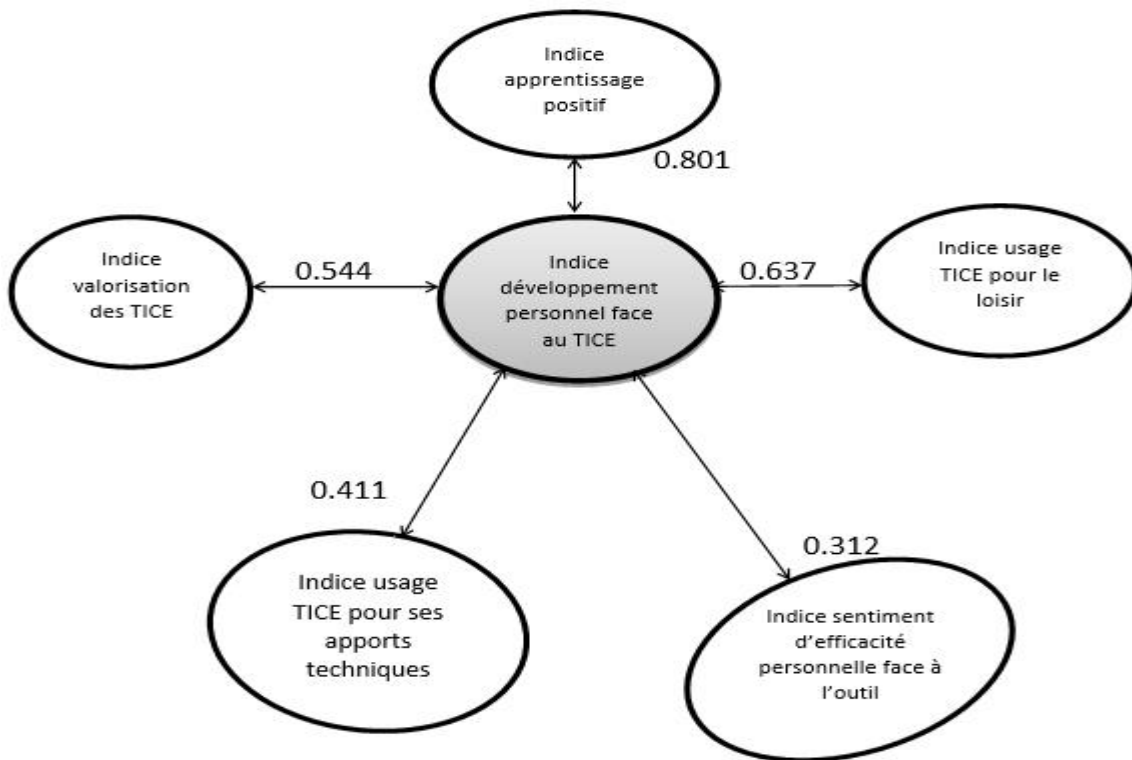 Indice
apprentissage
positif
0.801
Indice
valorisation
des TICE
0.544
Indice
développement
personnel face
au TICE
0.637
Indice usage
TICE pour le
loisir
0.411
Indice usage
TICE pour ses
apports
techniques
0.312
Indice sentiment
d'efficacité
personnelle face à
l'outil